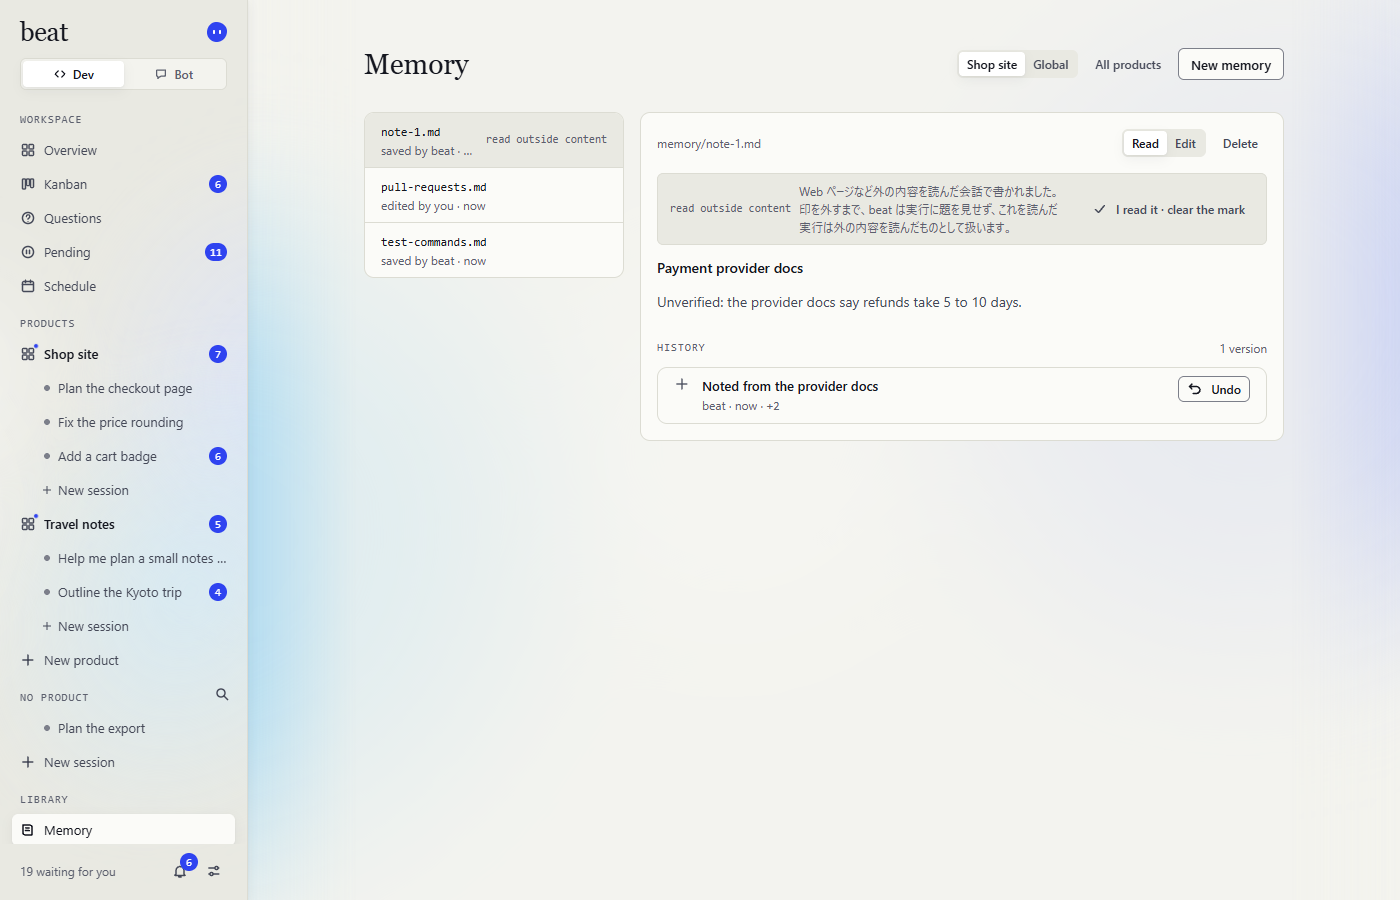 beat
Dev
Bot
WORKSPACE
Overview
Kanban
6
Questions
Pending
11
Schedule
PRODUCTS
Shop site
7
Plan the checkout page
Fix the price rounding
Add a cart badge
6
New session
Travel notes
5
Help me plan a small notes ...
Outline the Kyoto trip
4
New session
New product
NO PRODUCT
Plan the export
New session
LIBRARY
Memory
19 waiting for you
6
Memory
Shop site
Global
All products
New memory
note-1.md
saved by beat · ...
read outside content
pull-requests.md
edited by you · now
test-commands.md
saved by beat · now
memory/note-1.md
Read
Edit
Delete
read outside content
Web ページなど外の内容を読んだ会話で書かれました。
印を外すまで、beat は実行に題を見せず、これを読んだ
実行は外の内容を読んだものとして扱います。
I read it · clear the mark
Payment provider docs
Unverified: the provider docs say refunds take 5 to 10 days.
HISTORY
1 version
Noted from the provider docs
beat · now · +2
Undo